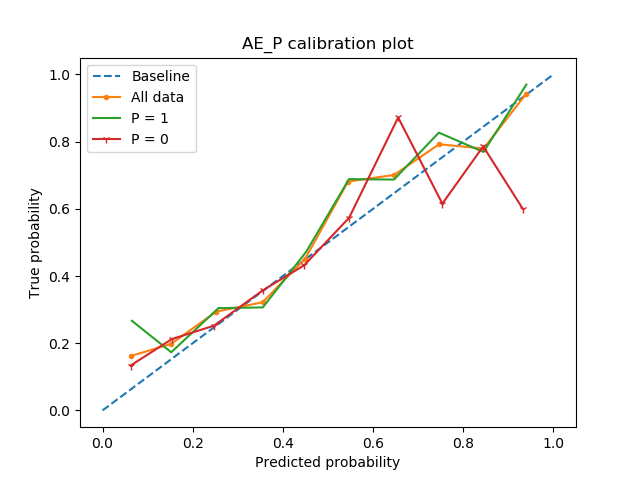 AE_P calibration plot
Baseline
All data
P = 1
P = 0
True probability
1.0
0.8
0.6
0.4
0.2
0.0
0.0 0.2 0.4 0.6 0.8 1.0
Predicted probability